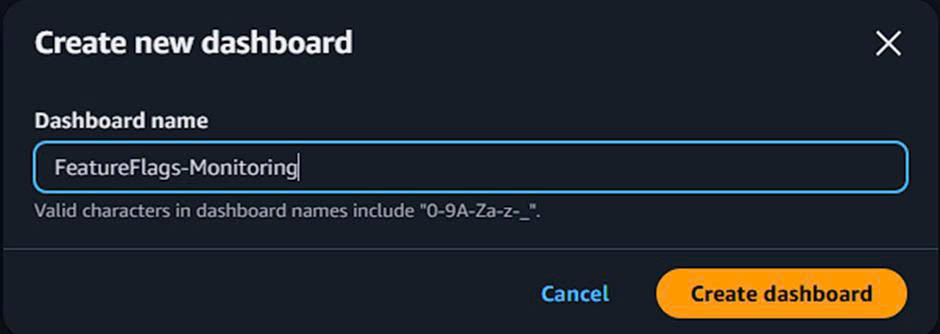 Create new dashboard
Dashboard name
FeatureFlags-Monitoring
Valid characters in dashboard names include "0-9A-Za-z-_".
Cancel
Create dashboard